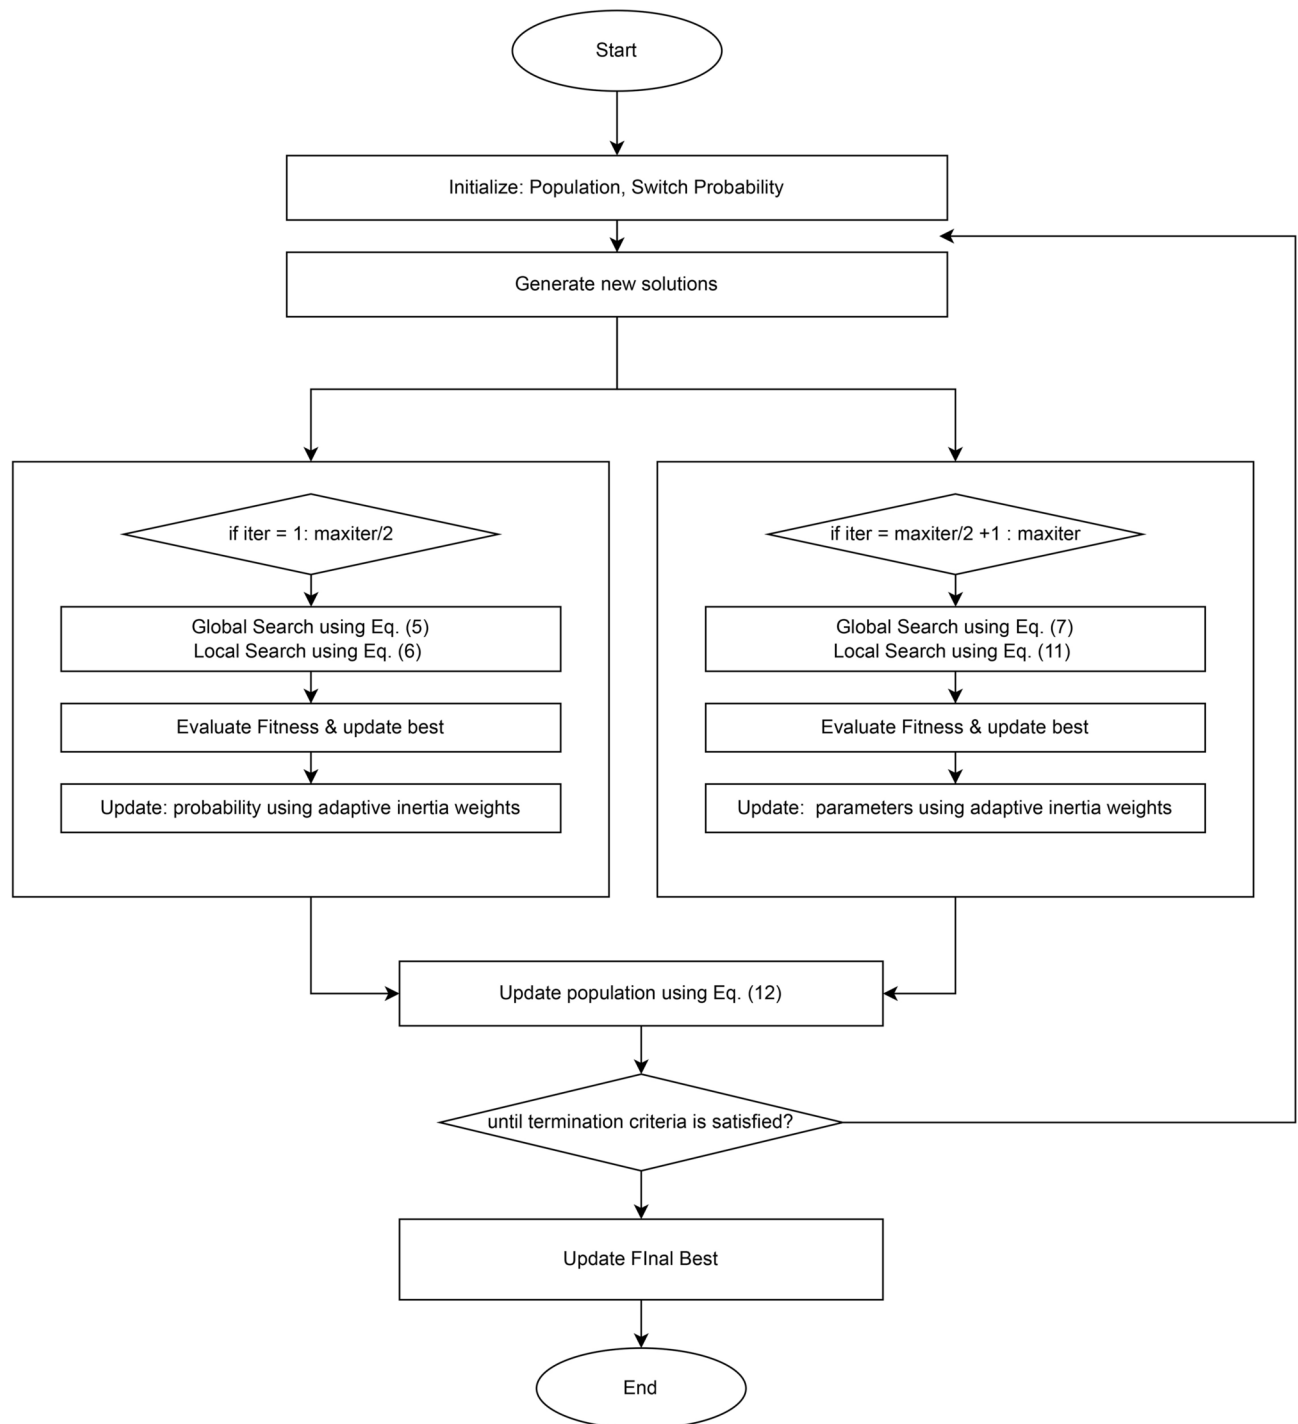 Start
Initialize: Population, Switch Probability
Generate new solutions
if iter = 1: maxiter/2
Global Search using Eq. (5)
Local Search using Eq. (6)
Evaluate Fitness & update best
Update: probability using adaptive inertia weights
if iter = maxiter/2 +1 : maxiter
Global Search using Eq. (7)
Local Search using Eq. (11)
Evaluate Fitness & update best
Update:  parameters using adaptive inertia weights
Update population using Eq. (12)
until termination criteria is satisfied?
Update FInal Best
End